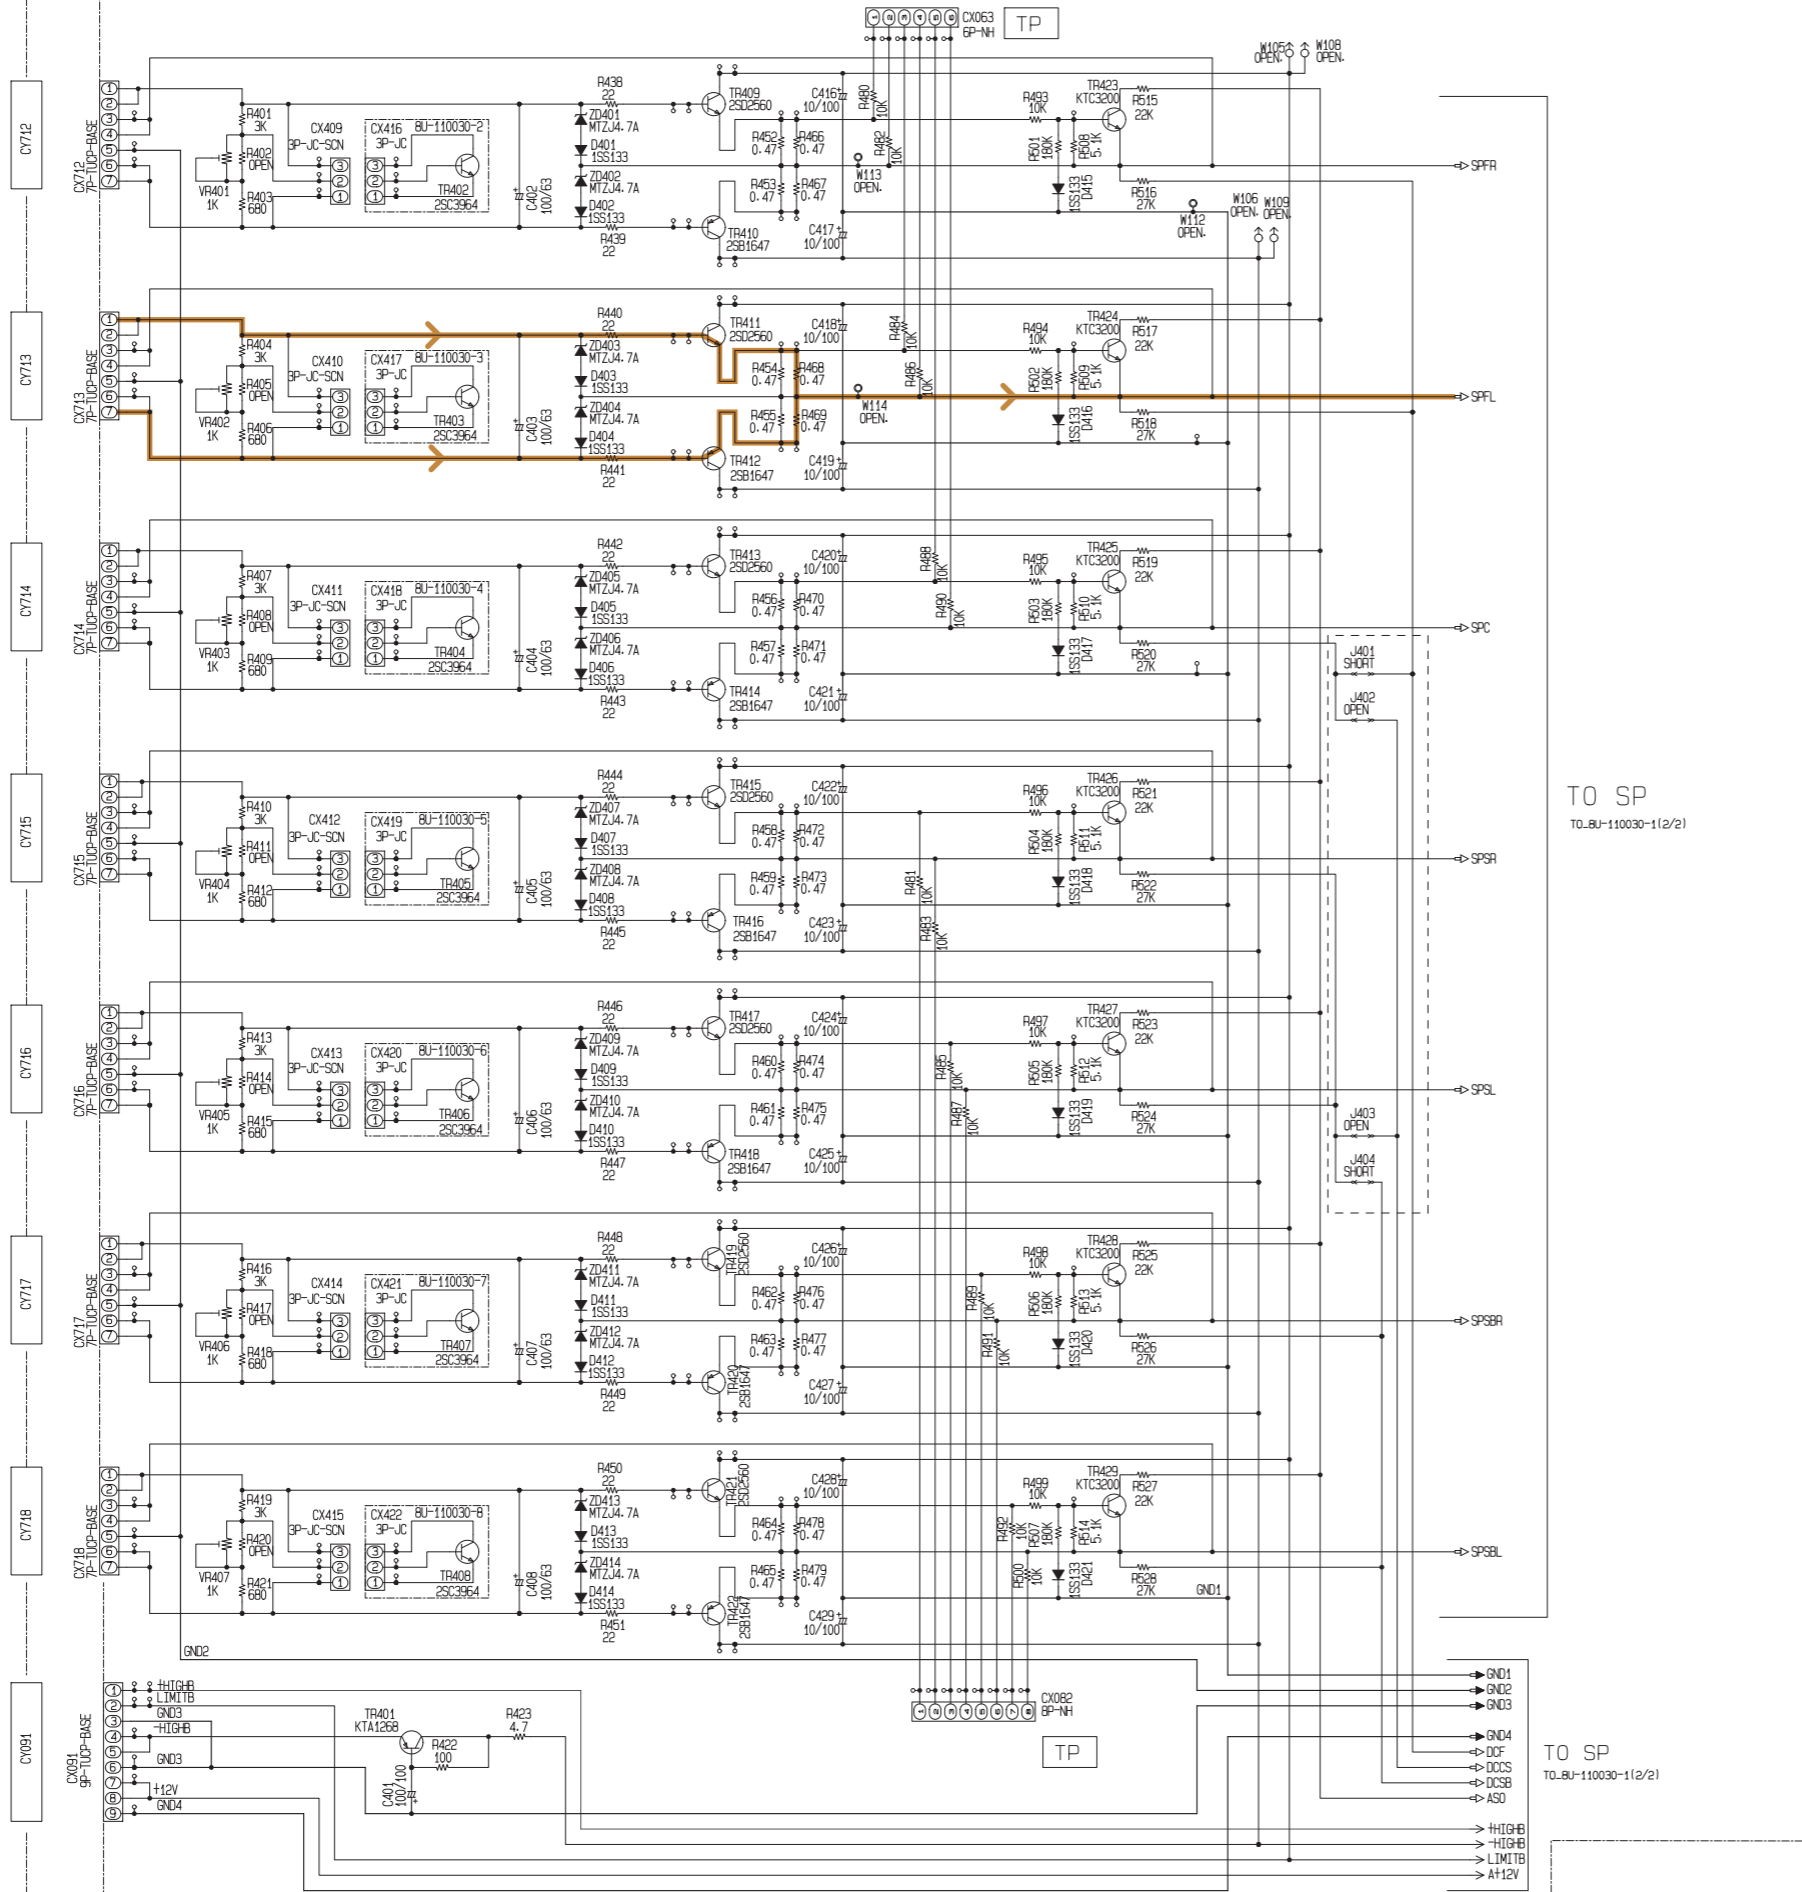 CX063
6P-NH
TP
W105
OPEN.
W108
OPEN.
CY712
CX712
7P-TUCP-BASE
1
2
3
4
5
6
7
R401
3K
R402
OPEN
VR401
1K
R403
680
CX409
3P-JC-SCN
CX416
3P-JC
8U-110030-2
TR402
2SC3964
C402
100/63
R438
22
ZD401
MTZJ4.7A
D401
1SS133
ZD402
MTZJ4.7A
D402
1SS133
R439
22
TR409
2SD2560
TR410
2SB1647
R452
0.47
R466
0.47
R453
0.47
R467
0.47
C416
10/100
C417
10/100
R480
10K
R482
10K
W113
OPEN.
R493
10K
R501
180K
R508
5.1K
1SS133
D415
TR423
KTC3200
R515
22K
R516
27K
W112
OPEN.
W106
OPEN.
W109
OPEN.
SPFR
CY713
CX713
7P-TUCP-BASE
R404
3K
R405
OPEN
VR402
1K
R406
680
CX410
3P-JC-SCN
CX417
3P-JC
8U-110030-3
TR403
2SC3964
C403
100/63
R440
22
ZD403
MTZJ4.7A
D403
1SS133
ZD404
MTZJ4.7A
D404
1SS133
R441
22
TR411
2SD2560
TR412
2SB1647
R454
0.47
R468
0.47
R455
0.47
R469
0.47
C418
10/100
C419
10/100
R484
10K
R486
10K
W114
OPEN.
R494
10K
R502
180K
R509
5.1K
1SS133
D416
TR424
KTC3200
R517
22K
R518
27K
SPFL
CY714
CX714
7P-TUCP-BASE
R407
3K
R408
OPEN
VR403
1K
R409
680
CX411
3P-JC-SCN
CX418
3P-JC
8U-110030-4
TR404
2SC3964
C404
100/63
R442
22
ZD405
MTZJ4.7A
D405
1SS133
ZD406
MTZJ4.7A
D406
1SS133
R443
22
TR413
2SD2560
TR414
2SB1647
R456
0.47
R470
0.47
R457
0.47
R471
0.47
C420
10/100
C421
10/100
R488
10K
R490
10K
R495
10K
R503
180K
R510
5.1K
1SS133
D417
TR425
KTC3200
R519
22K
R520
27K
SPC
J401
SHORT
J402
OPEN
CY715
CX715
7P-TUCP-BASE
R410
3K
R411
OPEN
VR404
1K
R412
680
CX412
3P-JC-SCN
CX419
3P-JC
8U-110030-5
TR405
2SC3964
C405
100/63
R444
22
ZD407
MTZJ4.7A
D407
1SS133
ZD408
MTZJ4.7A
D408
1SS133
R445
22
TR415
2SD2560
TR416
2SB1647
R458
0.47
R472
0.47
R459
0.47
R473
0.47
C422
10/100
C423
10/100
R481
10K
R483
10K
R496
10K
R504
180K
R511
5.1K
1SS133
D418
TR426
KTC3200
R521
22K
R522
27K
SPSR
TO SP
TO_8U-110030-1(2/2)
CY716
CX716
7P-TUCP-BASE
R413
3K
R414
OPEN
VR405
1K
R415
680
CX413
3P-JC-SCN
CX420
3P-JC
8U-110030-6
TR406
2SC3964
C406
100/63
R446
22
ZD409
MTZJ4.7A
D409
1SS133
ZD410
MTZJ4.7A
D410
1SS133
R447
22
TR417
2SD2560
TR418
2SB1647
R460
0.47
R474
0.47
R461
0.47
R475
0.47
C424
10/100
C425
10/100
R485
10K
R487
10K
R497
10K
R505
180K
R512
5.1K
1SS133
D419
TR427
KTC3200
R523
22K
R524
27K
SPSL
J403
OPEN
J404
SHORT
CY717
CX717
7P-TUCP-BASE
R416
3K
R417
OPEN
VR406
1K
R418
680
CX414
3P-JC-SCN
CX421
3P-JC
8U-110030-7
TR407
2SC3964
C407
100/63
R448
22
ZD411
MTZJ4.7A
D411
1SS133
ZD412
MTZJ4.7A
D412
1SS133
R449
22
TR419
2SD2560
TR420
2SB1647
R462
0.47
R476
0.47
R463
0.47
R477
0.47
C426
10/100
C427
10/100
R489
10K
R491
10K
R498
10K
R506
180K
R513
5.1K
1SS133
D420
TR428
KTC3200
R525
22K
R526
27K
SPSBR
CY718
CX718
7P-TUCP-BASE
R419
3K
R420
OPEN
VR407
1K
R421
680
CX415
3P-JC-SCN
CX422
3P-JC
8U-110030-8
TR408
2SC3964
C408
100/63
R450
22
ZD413
MTZJ4.7A
D413
1SS133
ZD414
MTZJ4.7A
D414
1SS133
R451
22
TR421
2SD2560
TR422
2SB1647
R464
0.47
R478
0.47
R465
0.47
R479
0.47
C428
10/100
C429
10/100
R492
10K
R500
10K
R499
10K
R507
180K
R514
5.1K
1SS133
D421
TR429
KTC3200
R527
22K
R528
27K
GND1
SPSBL
GND2
CY091
CX091
9P-TUCP-BASE
1
2
3
4
5
6
7
8
9
+HIGHB
LIMITB
GND3
-HIGHB
GND3
+12V
GND4
TR401
KTA1268
R423
4.7
R422
100
C401
100/100
CX082
8P-NH
TP
GND1
GND2
GND3
GND4
DCF
DCCS
DCSB
ASO
+HIGHB
-HIGHB
LIMITB
A+12V
TO SP
TO_8U-110030-1(2/2)